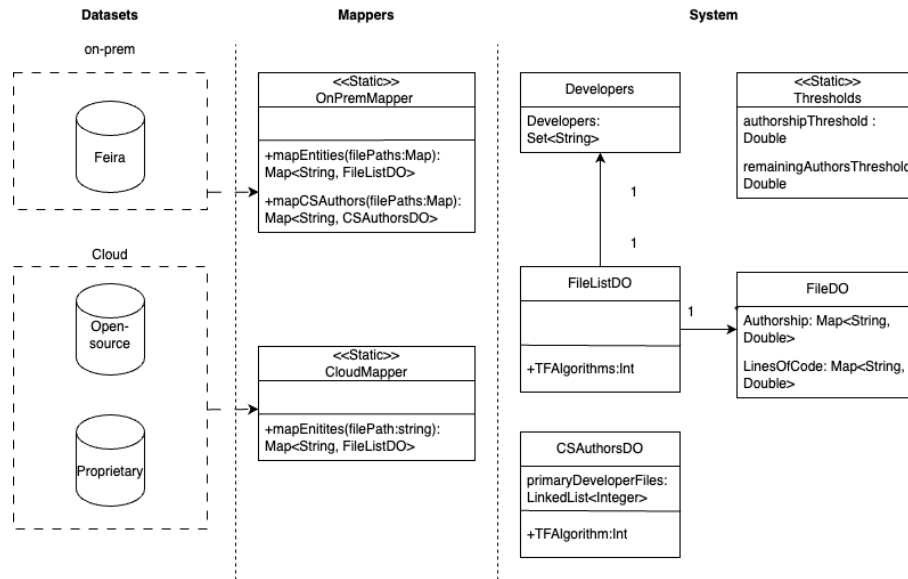 Datasets
Mappers
System
on-prem
Feira
Cloud
Open-
source
Proprietary
<<Static>>
OnPremMapper
+mapEntities(filePaths:Map):
Map<String, FileListDO>
+mapCSAuthors(filePaths:Map):
Map<String, CSAuthorsDO>
<<Static>>
CloudMapper
+mapEnitites(filePath:string):
Map<String, FileListDO>
Developers
Developers:
Set<String>
1
1
<<Static>>
Thresholds
authorshipThreshold :
Double
remainingAuthorsThreshold
Double
FileListDO
+TFAlgorithms:Int
1
FileDO
Authorship: Map<String,
Double>
LinesOfCode: Map<String,
Double>
CSAuthorsDO
primaryDeveloperFiles:
LinkedList<Integer>
+TFAlgorithm:Int